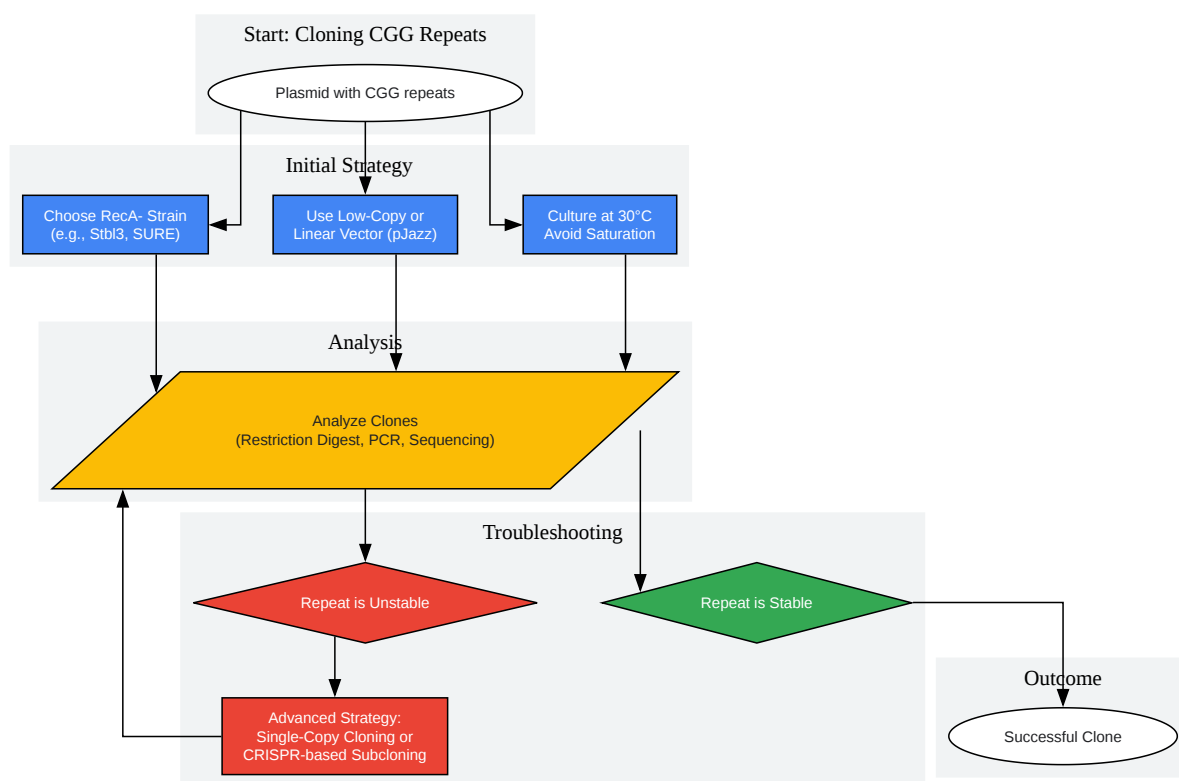 Start: Cloning CGG Repeats
Plasmid with CGG repeats
Initial Strategy
Choose RecA- Strain
(e.g., Stbl3, SURE)
Use Low-Copy or
Linear Vector (pJazz)
Culture at 30°C
Avoid Saturation
Analysis
Analyze Clones
(Restriction Digest, PCR, Sequencing)
Troubleshooting
Repeat is Unstable
Repeat is Stable
Advanced Strategy:
Single-Copy Cloning or
CRISPR-based Subcloning
Outcome
Successful Clone